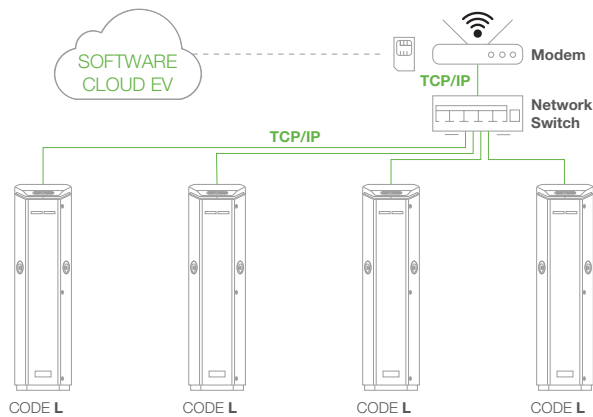 SOFTWARE
CLOUD EV
Modem
TCP/IP
Network
Switch
TCP/IP
CODE L
CODE L
CODE L
CODE L